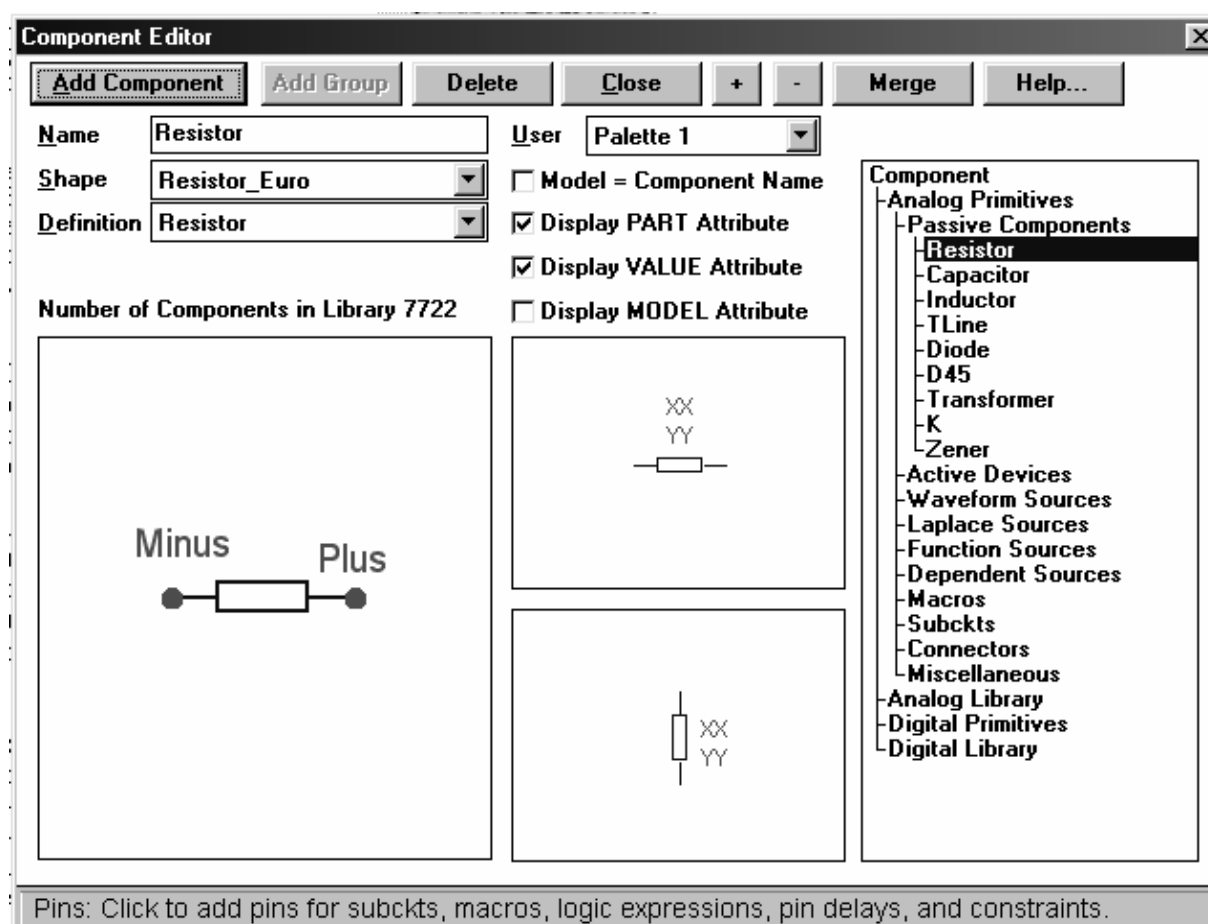 Component Editor
Add Component Add Group Delete Close + - Merge Help...
Name Resistor User Palette 1
Shape Resistor_Euro Model = Component Name
Definition Resistor Display PART Attribute
Display VALUE Attribute
Number of Components in Library 7722 Display MODEL Attribute
Minus Plus
XX
YY
XX
YY
Component
Analog Primitives
Passive Components
Resistor
Capacitor
Inductor
TLine
Diode
D45
Transformer
K
Zener
Active Devices
Waveform Sources
Laplace Sources
Function Sources
Dependent Sources
Macros
Subckts
Connectors
Miscellaneous
Analog Library
Digital Primitives
Digital Library
Pins: Click to add pins for subckts, macros, logic expressions, pin delays, and constraints.